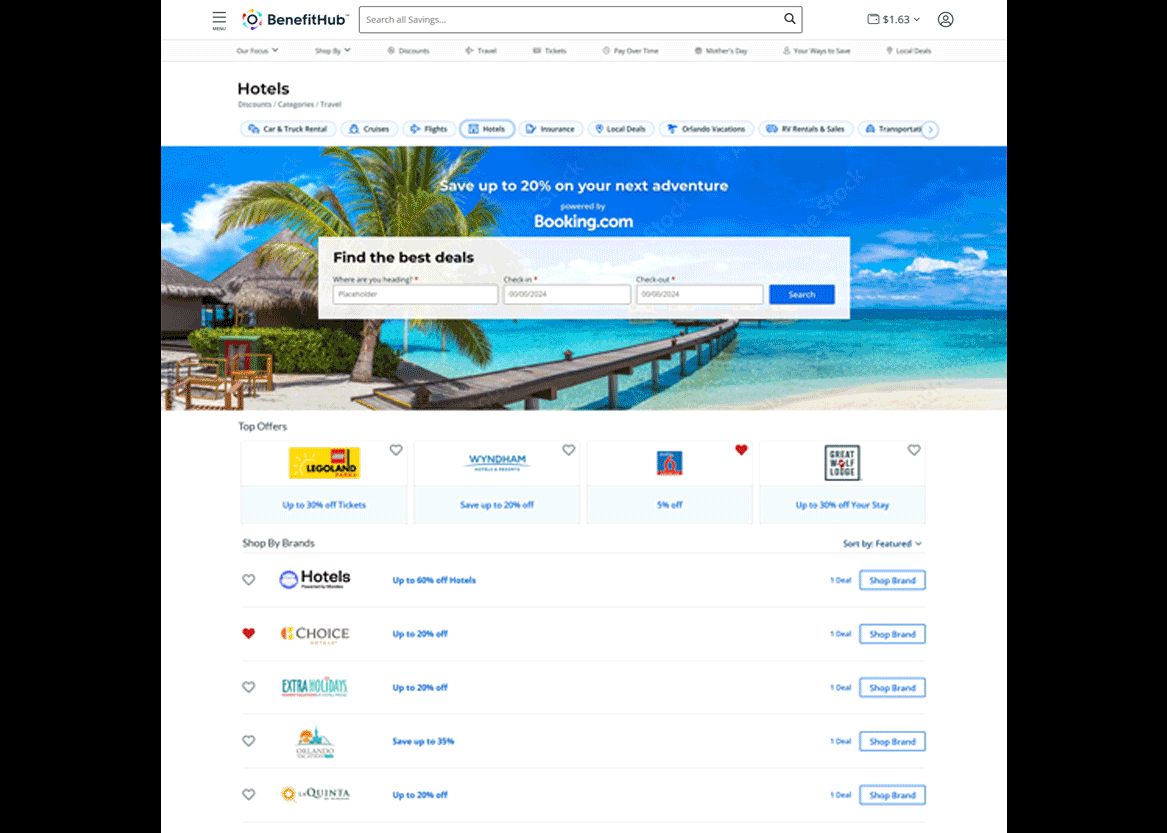 MENU
BenefitHub
Search all Savings...
$1.63
Our Focus
Shop By
Discounts
Travel
Tickets
Pay Over Time
Mother's Day
Your Ways to Save
Local Deals
Hotels
Discounts / Categories / Travel
Car & Truck Rental
Cruises
Flights
Hotels
Insurance
Local Deals
Orlando Vacations
RV Rentals & Sales
Transportati
Save up to 20% on your next adventure
powered by
Booking.com
Find the best deals
Where are you heading? *
Check-in *
Check-out *
Placeholder
00/00/2024
00/00/2024
Search
Top Offers
LEGOLAND
PARKS
WYNDHAM
HOTELS & RESORTS
GREAT
WOLF
LODGE
Up to 30% off Tickets
Save up to 20% off
5% off
Up to 30% off Your Stay
Shop By Brands
Sort by: Featured
Hotels
Up to 60% off Hotels
1 Deal
Shop Brand
CHOICE
HOTELS
Up to 20% off
1 Deal
Shop Brand
EXTRA HOLIDAYS
Up to 20% off
1 Deal
Shop Brand
ORLANDO
VACATION
Save up to 35%
1 Deal
Shop Brand
LA QUINTA
Up to 20% off
1 Deal
Shop Brand